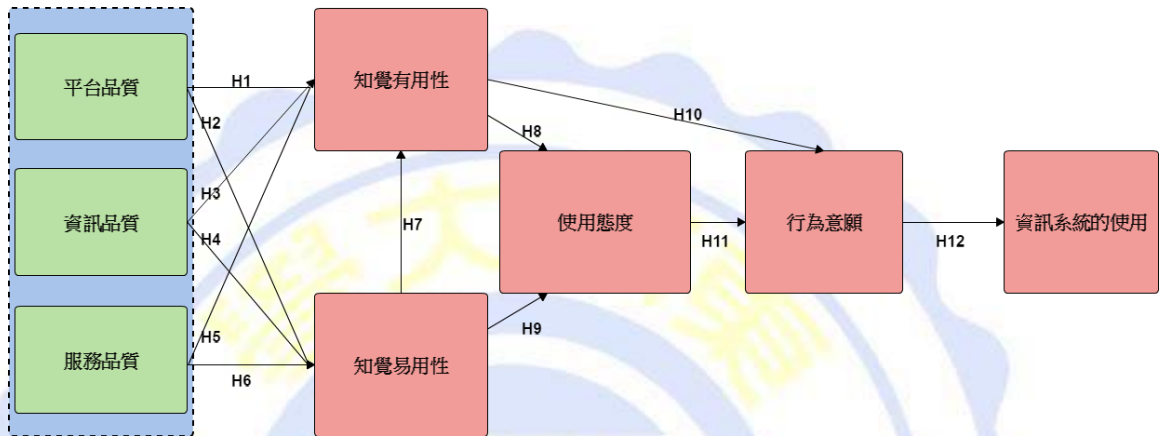 平台品質
資訊品質
服務品質
H1
H2
H3
H4
H5
H6
知覺有用性
知覺易用性
H7
H8
H9
H10
使用態度
H11
行為意願
H12
資訊系統的使用